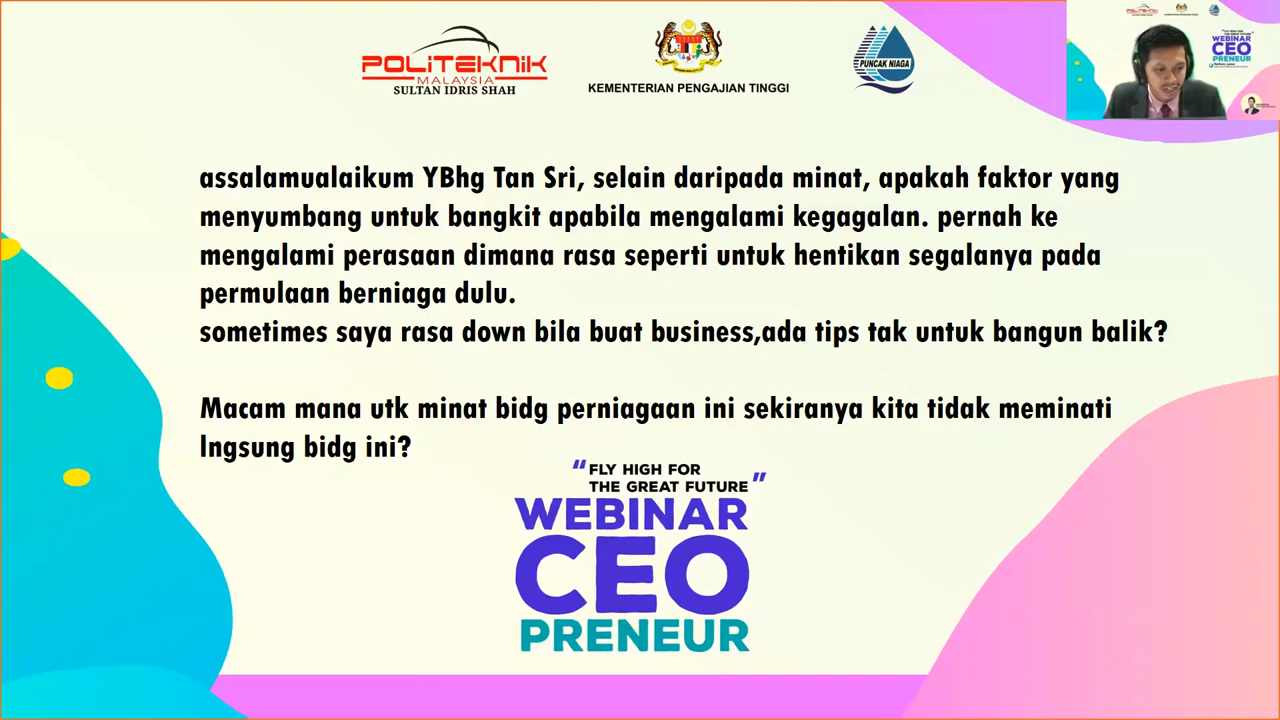 POLITEKNIK
MALAYSIA
SULTAN IDRIS SHAH
KEMENTERIAN PENGAJIAN TINGGI
PUNCAK NIAGA
WEBINAR
CEO
PRENEUR
assalamualaikum YBhg Tan Sri, selain daripada minat, apakah faktor yang
menyumbang untuk bangkit apabila mengalami kegagalan. pernah ke
mengalami perasaan dimana rasa seperti untuk hentikan segalanya pada
permulaan berniaga dulu.
sometimes saya rasa down bila buat business,ada tips tak untuk bangun balik?
Macam mana utk minat bidg perniagaan ini sekiranya kita tidak meminati
lngsung bidg ini?
“FLY HIGH FOR
THE GREAT FUTURE”
WEBINAR
CEO
PRENEUR